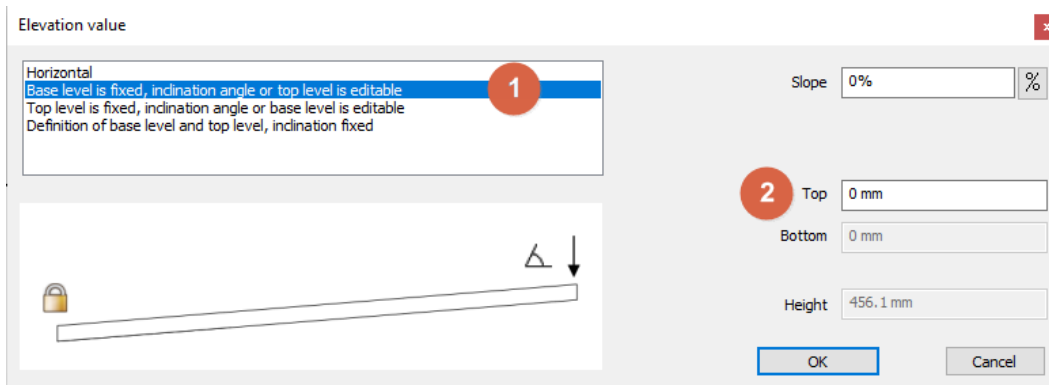 Elevation value
x
Horizontal
Base level is fixed, inclination angle or top level is editable
Top level is fixed, inclination angle or base level is editable
Definition of base level and top level, inclination fixed
1
Slope 0% %
2 Top 0 mm
Bottom 0 mm
Height 456.1 mm
OK Cancel